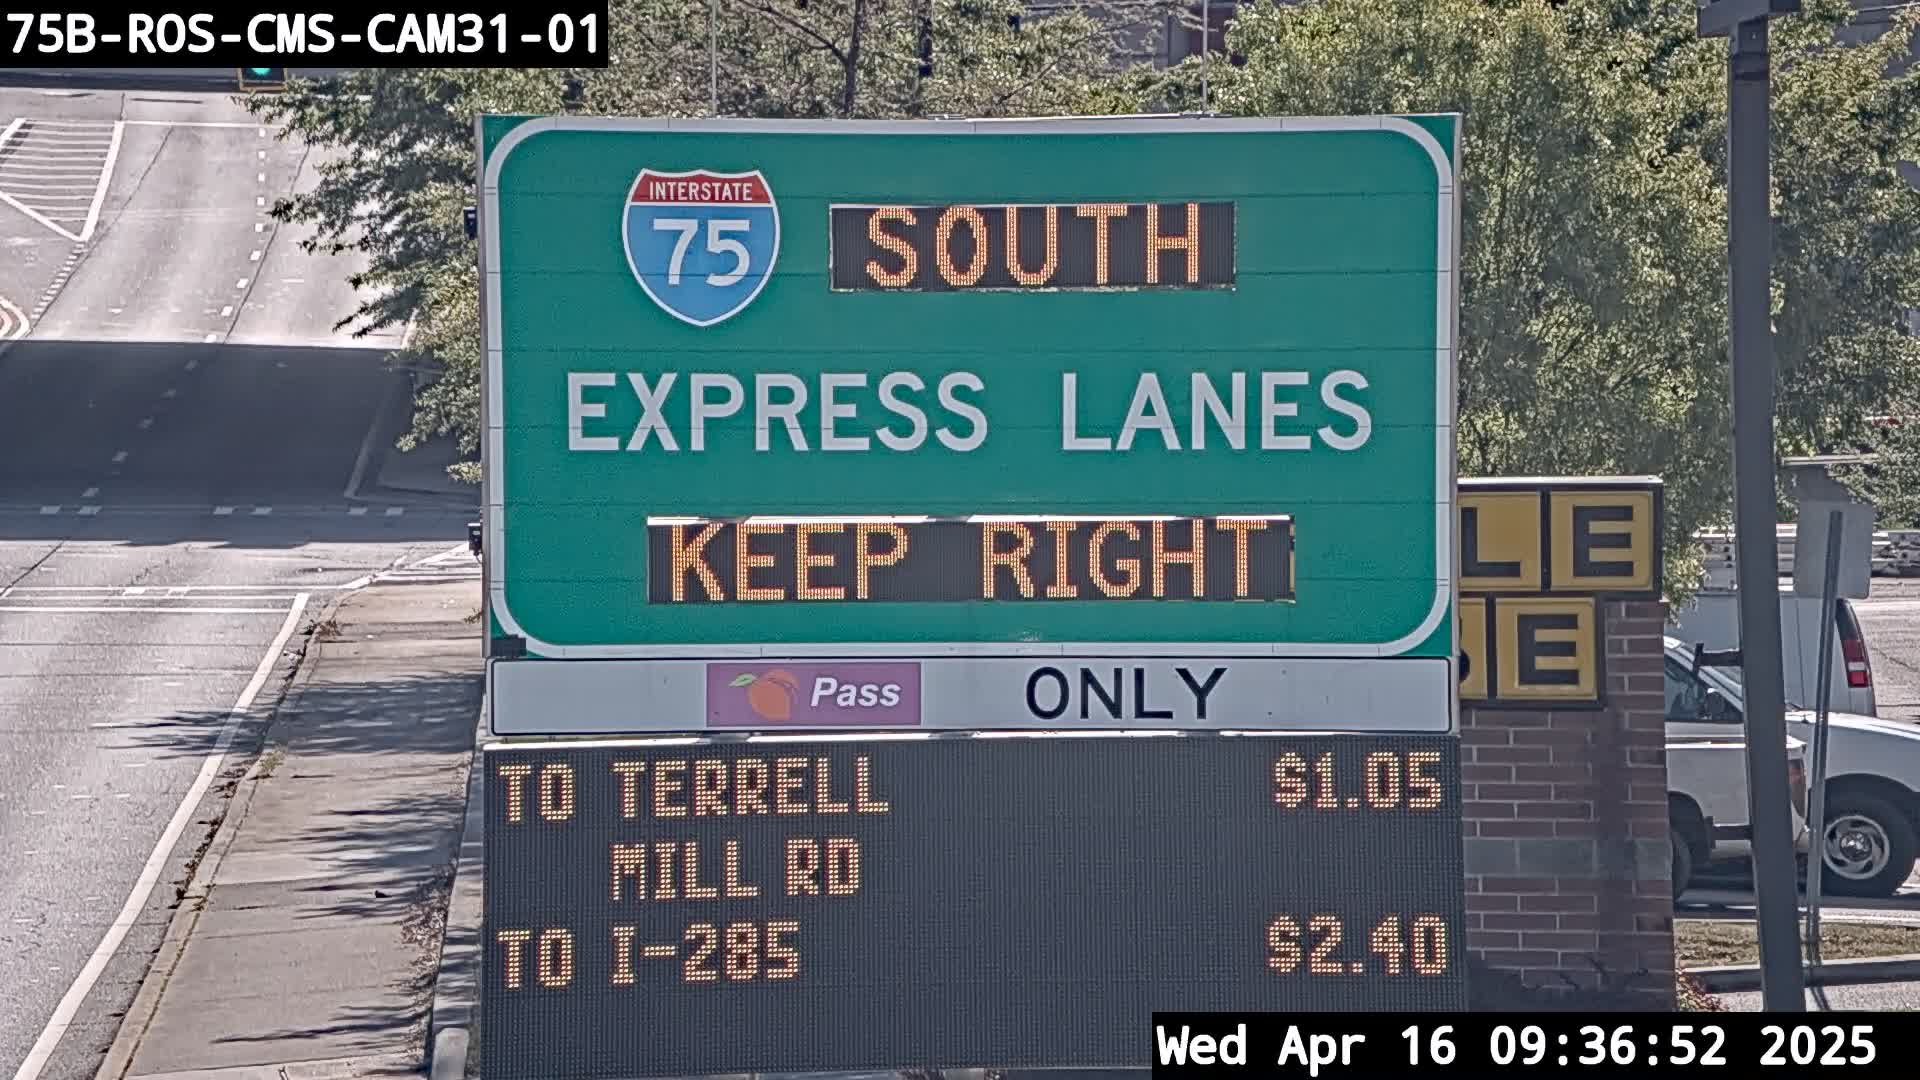 75B-ROS-CMS-CAM31-01
INTERSTATE
75
SOUTH
EXPRESS LANES
KEEP RIGHT
Pass ONLY
TO TERRELL $1.05
MILL RD
TO I-285 $2.40
LE
E
Wed Apr 16 09:36:52 2025